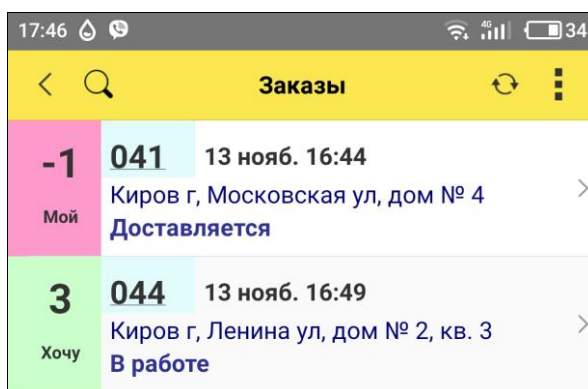 17:46 4G 34
Заказы
-1 041 13 нояб. 16:44
Мой Киров г, Московская ул, дом № 4
Доставляется
3 044 13 нояб. 16:49
Хочу Киров г, Ленина ул, дом № 2, кв. 3
В работе